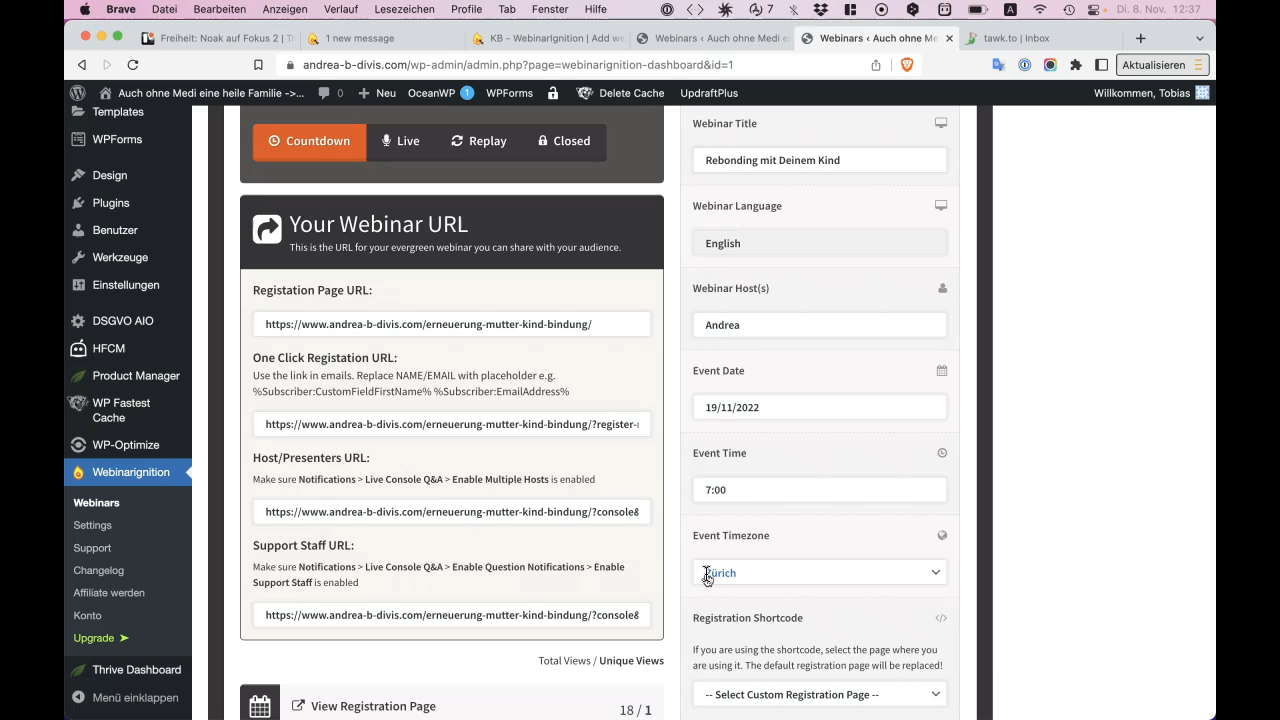 Brave Datei Bearbeiten Anzeigen Verlauf Lesezeichen Profile Tab Fenster Hilfe 7 A Di. 8. Nov. 12:37
Freiheit: Noak auf Fokus 2 | T 1 new message KB - WebinarIgnition | Add we Webinars ‹ Auch ohne Medi e Webinars ‹ Auch ohne Me tawk.to | Inbox
andrea-b-divis.com/wp-admin/admin.php?page=webinarignition-dashboard&id=1 Aktualisieren
Auch ohne Medi eine heile Familie ->... 0 Neu OceanWP 1 WPForms Delete Cache UpdraftPlus Willkommen, Tobias
Templates
WPForms
Design
Plugins
Benutzer
Werkzeuge
Einstellungen
DSGVO AIO
HFCM
Product Manager
WP Fastest
Cache
WP-Optimize
Webinarignition
Webinars
Settings
Support
Changelog
Affiliate werden
Konto
Upgrade ➤
Thrive Dashboard
Menü einklappen
Countdown Live Replay Closed
Your Webinar URL
This is the URL for your evergreen webinar you can share with your audience.
Registation Page URL:
https://www.andrea-b-divis.com/erneuerung-mutter-kind-bindung/
One Click Registation URL:
Use the link in emails. Replace NAME/EMAIL with placeholder e.g.
%Subscriber:CustomFieldFirstName% %Subscriber:EmailAddress%
https://www.andrea-b-divis.com/erneuerung-mutter-kind-bindung/?register-
Host/Presenters URL:
Make sure Notifications > Live Console Q&A > Enable Multiple Hosts is enabled
https://www.andrea-b-divis.com/erneuerung-mutter-kind-bindung/?console&
Support Staff URL:
Make sure Notifications > Live Console Q&A > Enable Question Notifications > Enable
Support Staff is enabled
https://www.andrea-b-divis.com/erneuerung-mutter-kind-bindung/?console&
Total Views / Unique Views
View Registration Page 18 / 1
Webinar Title
Rebonding mit Deinem Kind
Webinar Language
English
Webinar Host(s)
Andrea
Event Date
19/11/2022
Event Time
7:00
Event Timezone
Zürich
Registration Shortcode
If you are using the shortcode, select the page where you
are using it. The default registration page will be replaced!
-- Select Custom Registration Page --